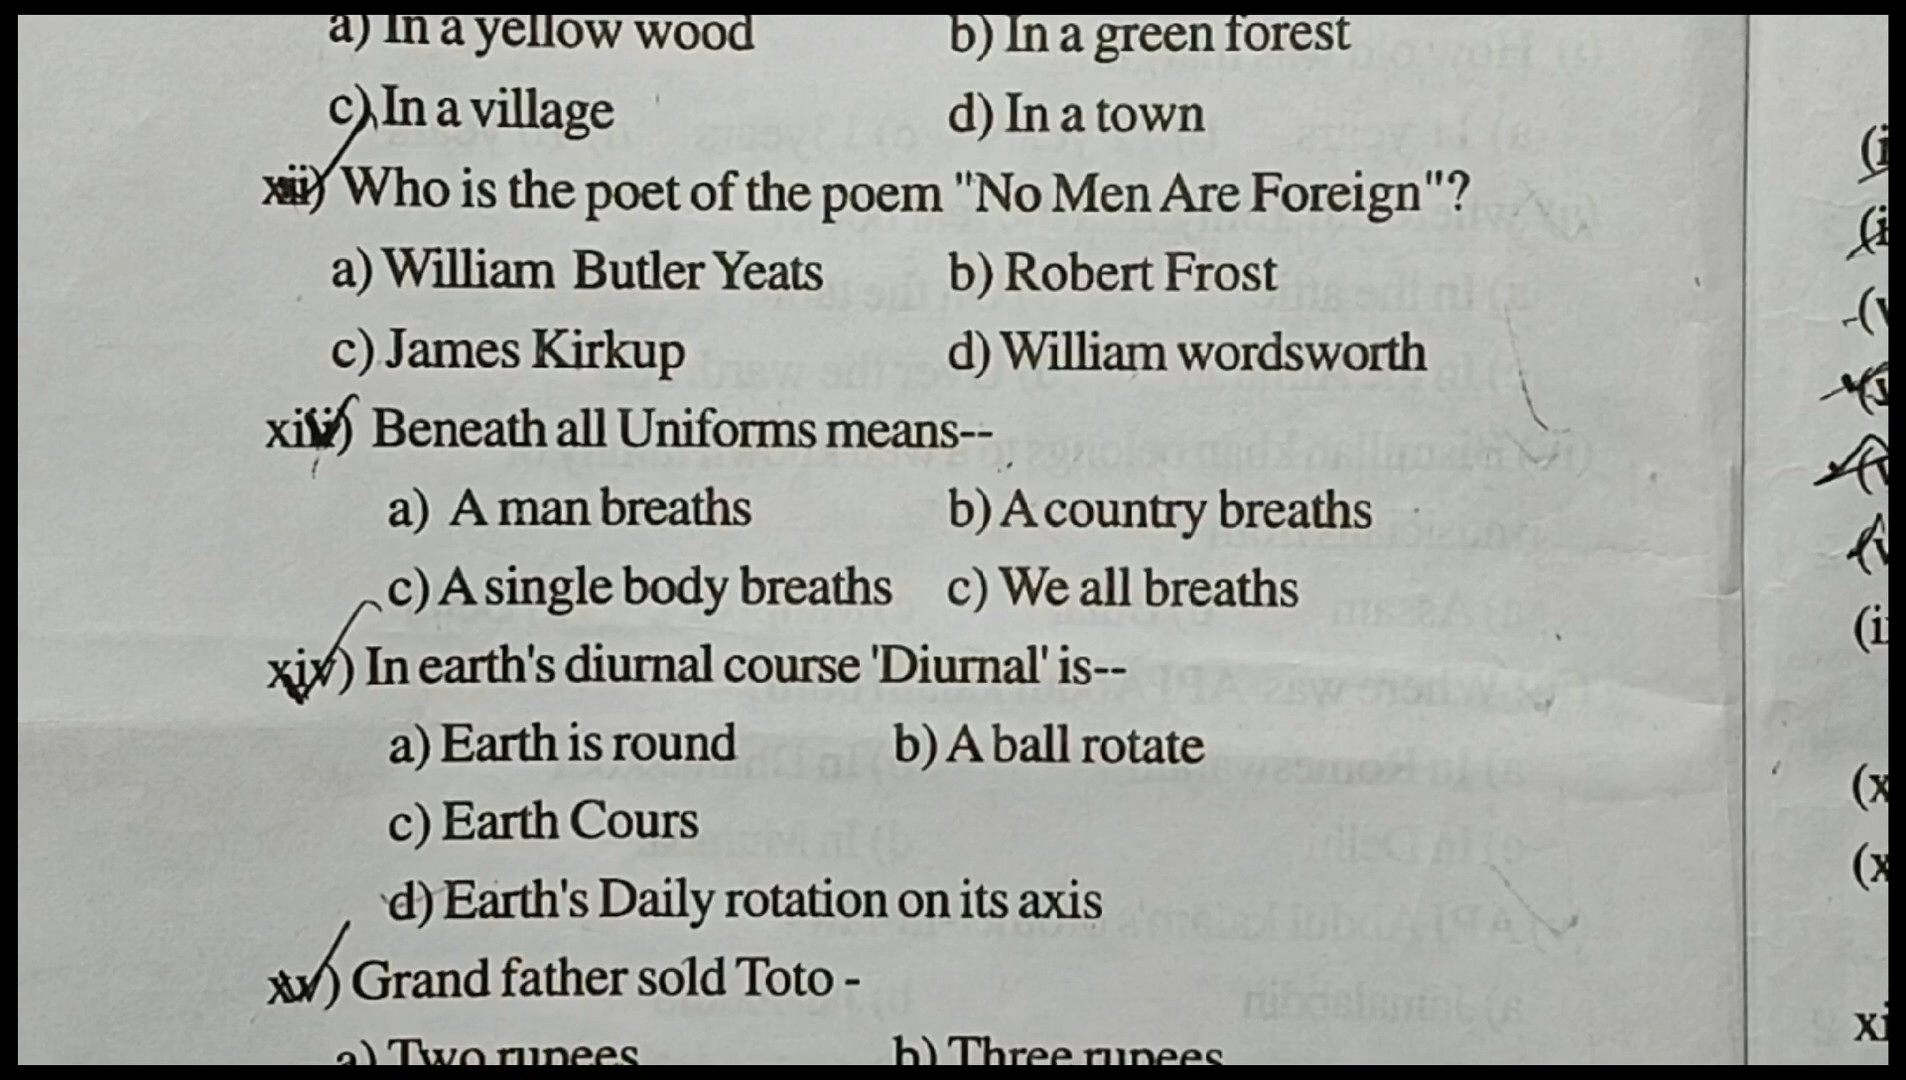 a) In a yellow wood b) In a green forest
c) In a village d) In a town
xii) Who is the poet of the poem "No Men Are Foreign"?
a) William Butler Yeats b) Robert Frost
c) James Kirkup d) William wordsworth
Beneath all Uniforms means--
a) A man breaths b) A country breaths
c) A single body breaths c) We all breaths
xiv) In earth's diurnal course 'Diurnal' is--
a) Earth is round b) A ball rotate
c) Earth Cours
d) Earth's Daily rotation on its axis
xv) Grand father sold Toto -
a) Two rupees b) Three rupees